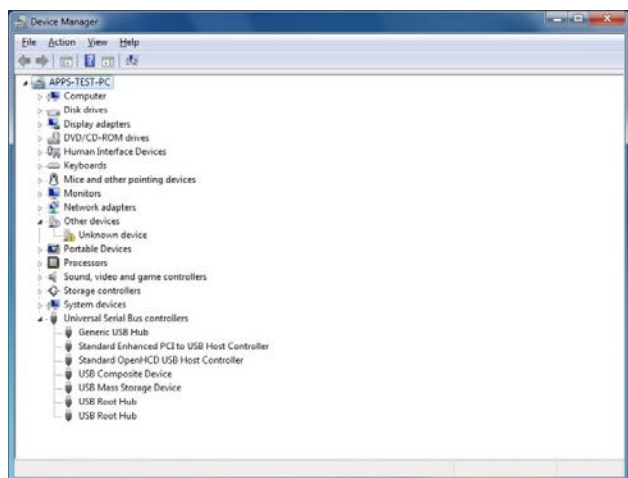 Device Manager
File Action View Help
APPS-TEST-PC
Computer
Disk drives
Display adapters
DVD/CD-ROM drives
Human Interface Devices
Keyboards
Mice and other pointing devices
Monitors
Network adapters
Other devices
Unknown device
Portable Devices
Processors
Sound, video and game controllers
Storage controllers
System devices
Universal Serial Bus controllers
Generic USB Hub
Standard Enhanced PCI to USB Host Controller
Standard OpenHCD USB Host Controller
USB Composite Device
USB Mass Storage Device
USB Root Hub
USB Root Hub